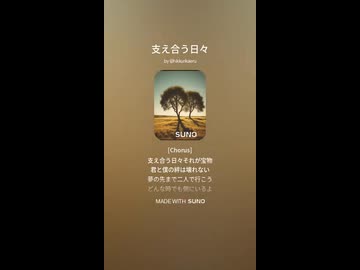 支え合う日々
SUNO
[Chorus]
支え合う日々それが宝物
君と僕の絆は壊れない
夢の先まで二人で行こう
どんな時でも側にいるよ
MADE WITH SUNO